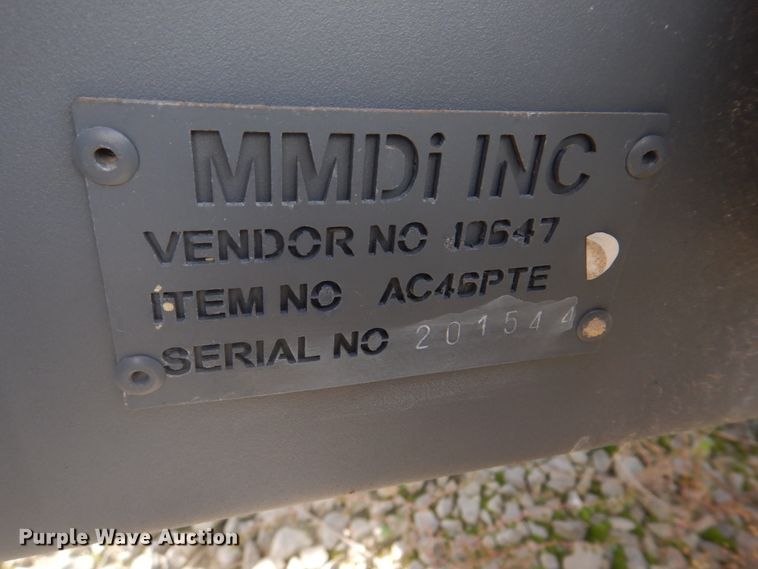 MMDi INC
VENDOR NO 10647
ITEM NO AC46PTE
SERIAL NO 201544
Purple Wave Auction